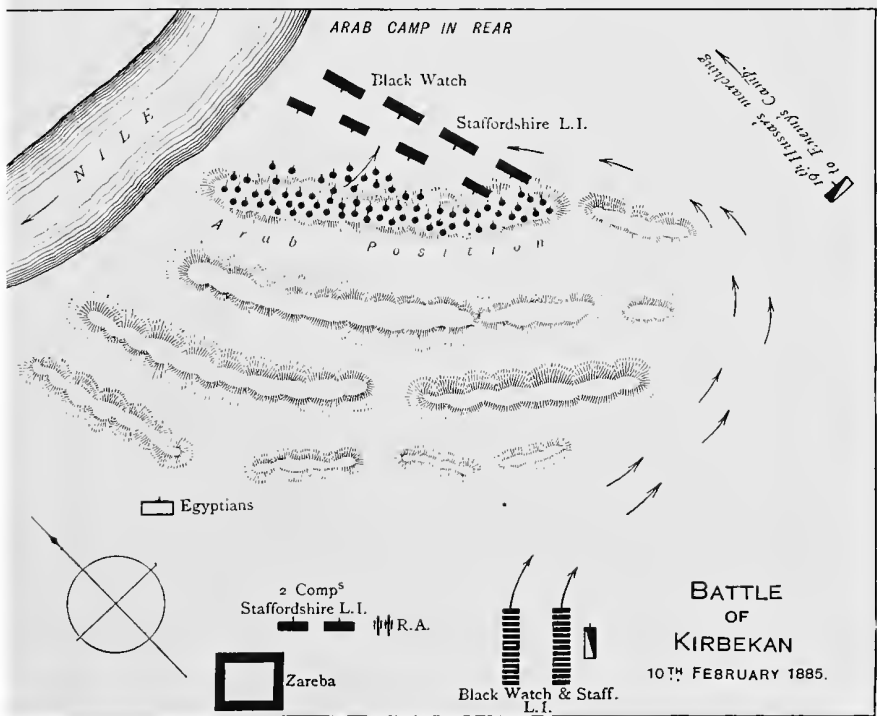 ARAB CAMP IN REAR
Black Watch
Staffordshire L.I.
19th Hussars marching
to Enemys Camp.
NILE
Arab Position
Egyptians
2 Comps
Staffordshire L.I.
R.A.
Zareba
Black Watch & Staff.
L.I.
BATTLE
OF
KIRBEKAN
10TH FEBRUARY 1885.